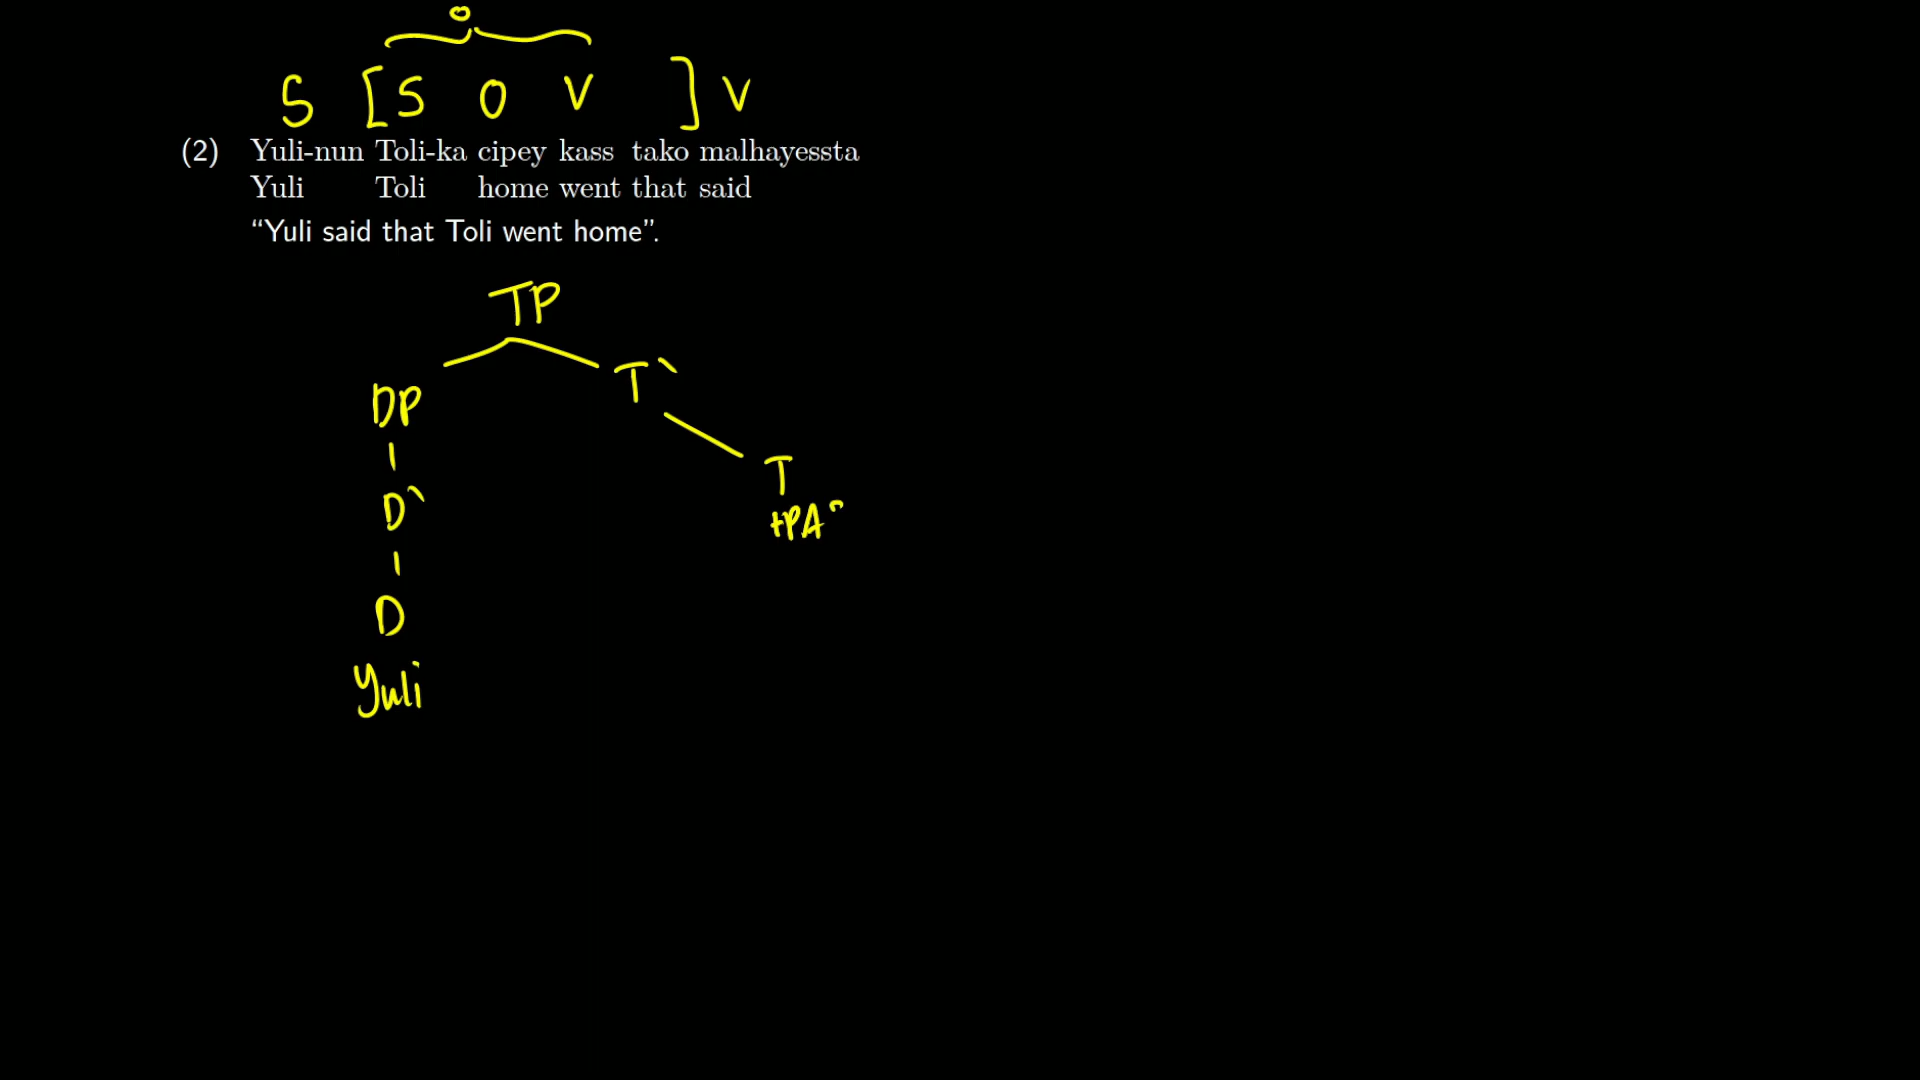 o
S [S O V ] V
(2) Yuli-nun Toli-ka cipey kass tako malhayessta
Yuli Toli home went that said
“Yuli said that Toli went home”.
TP
DP T`
T
D` +PA
D
Yuli